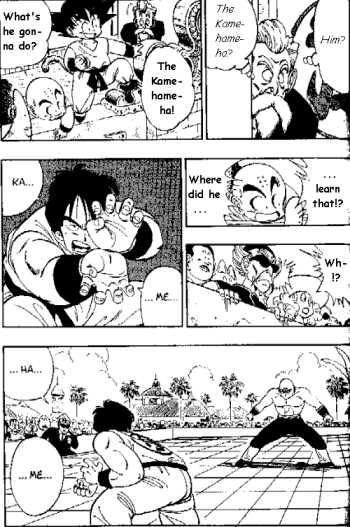 What's
he gon-
na do?
The
Kame-
hame-
ha!
The
Kame-
hame-
ha?
Him?
KA...
... ME...
Where
did he
...
...
learn
that!?
Wh-
!?
... HA...
... ME...